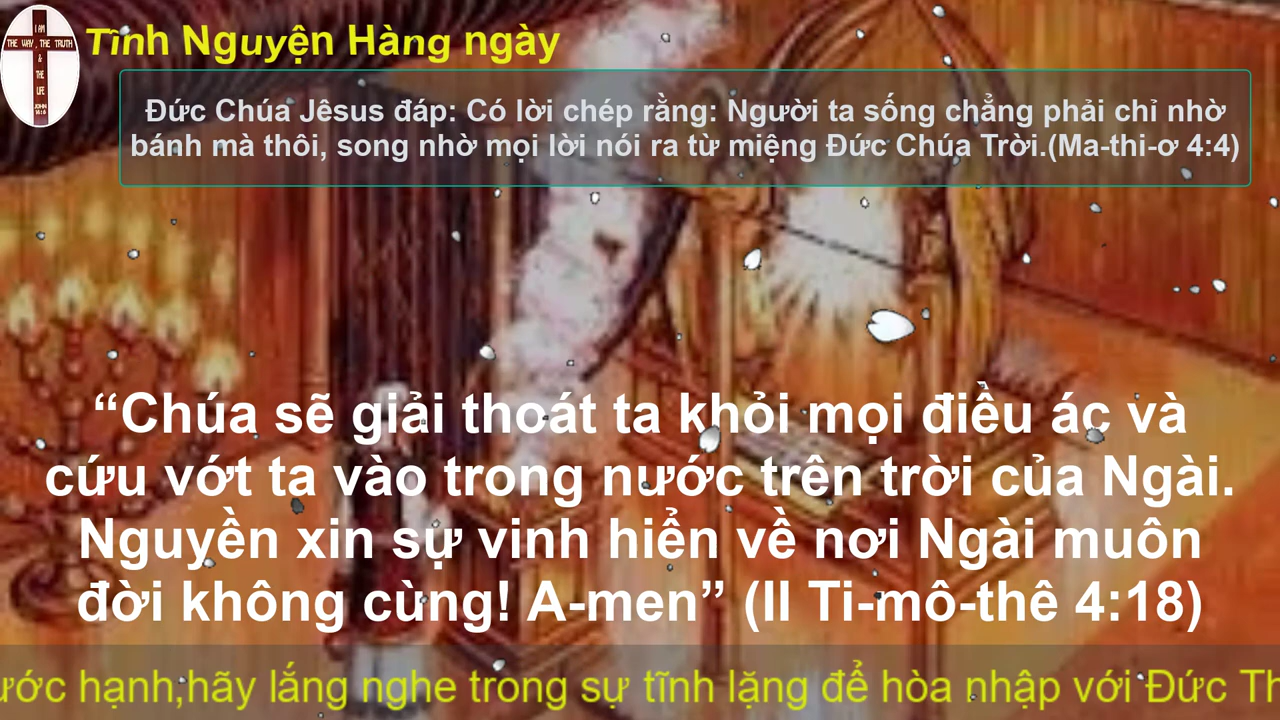 I AM
THE WAY, THE TRUTH
&
THE
LIFE
JOHN
14:6
Tĩnh Nguyện Hàng ngày
Đức Chúa Jêsus đáp: Có lời chép rằng: Người ta sống chẳng phải chỉ nhờ
bánh mà thôi, song nhờ mọi lời nói ra từ miệng Đức Chúa Trời.(Ma-thi-ơ 4:4)
“Chúa sẽ giải thoát ta khỏi mọi điều ác và
cứu vớt ta vào trong nước trên trời của Ngài.
Nguyền xin sự vinh hiển về nơi Ngài muôn
đời không cùng! A-men” (II Ti-mô-thê 4:18)
ước hạnh;hãy lắng nghe trong sự tĩnh lặng để hòa nhập với Đức Th